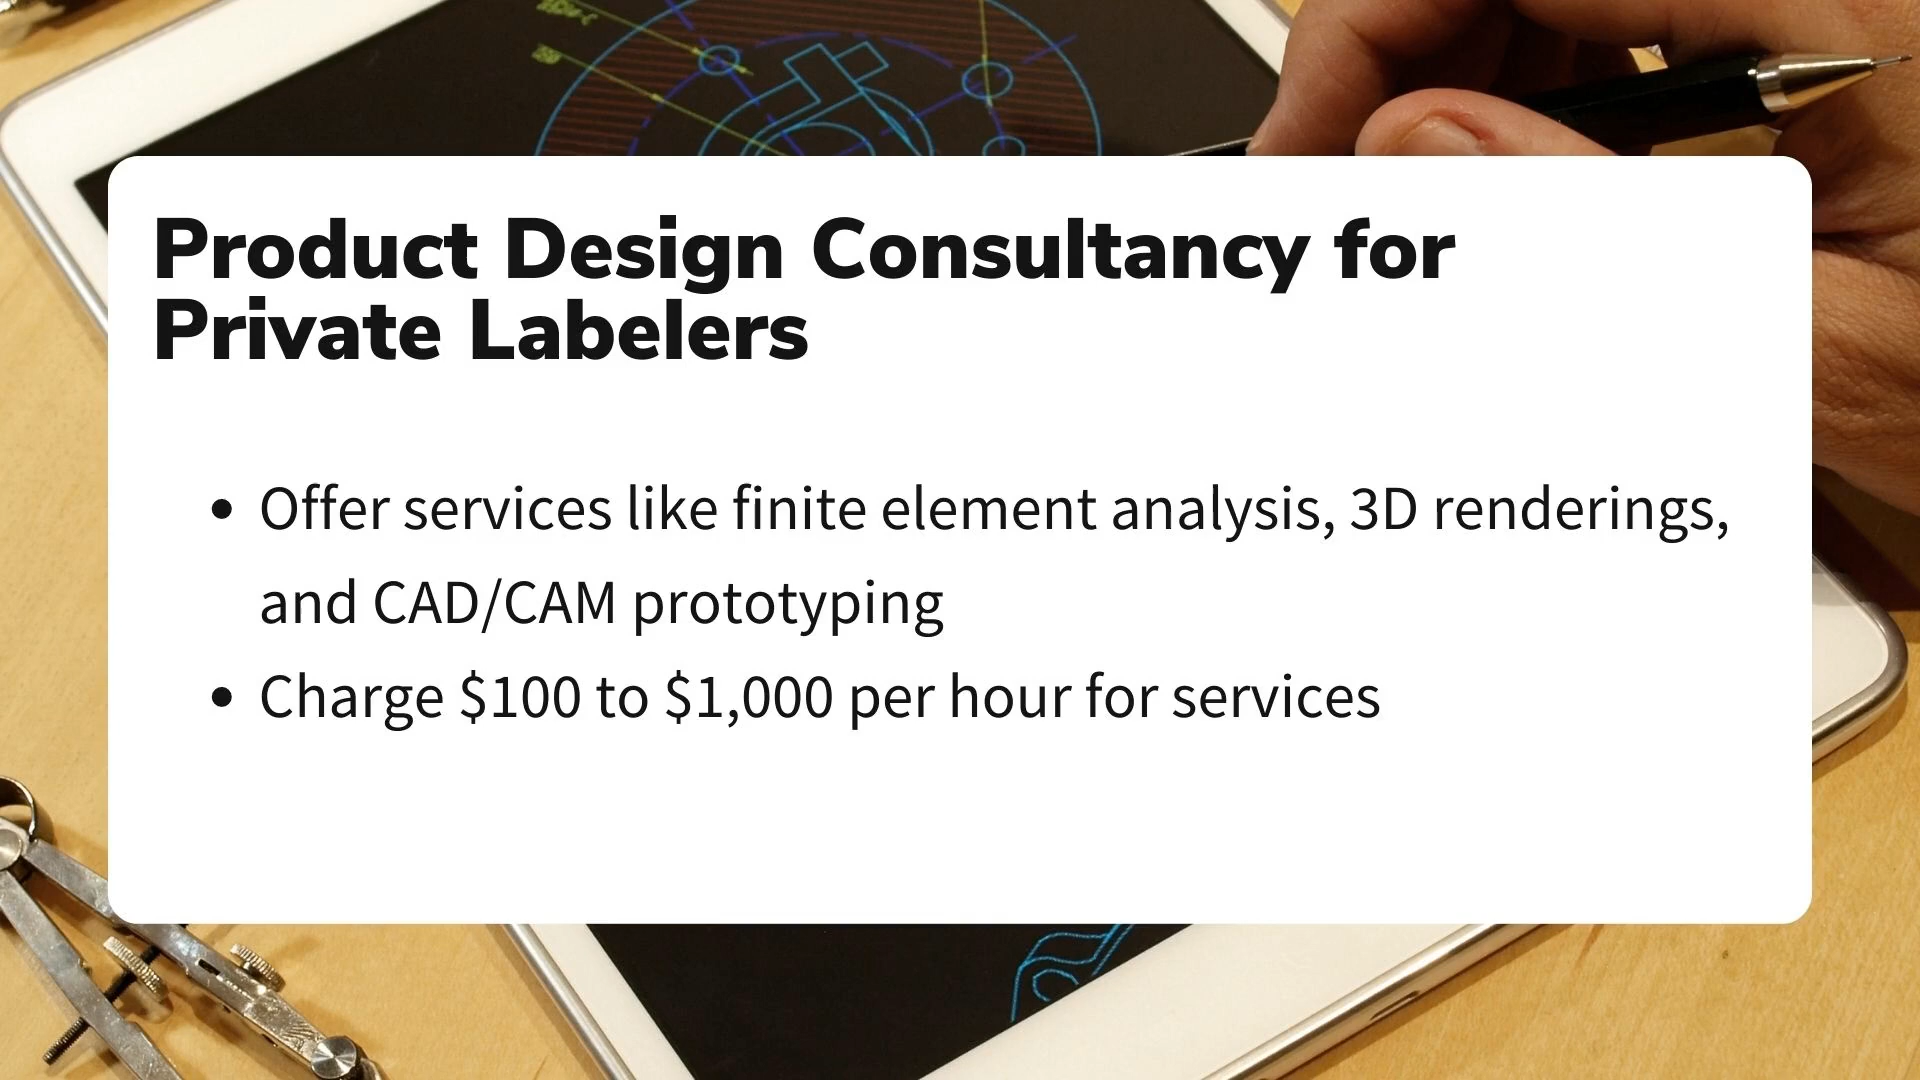 Product Design Consultancy for
Private Labelers
• Offer services like finite element analysis, 3D renderings,
and CAD/CAM prototyping
• Charge $100 to $1,000 per hour for services